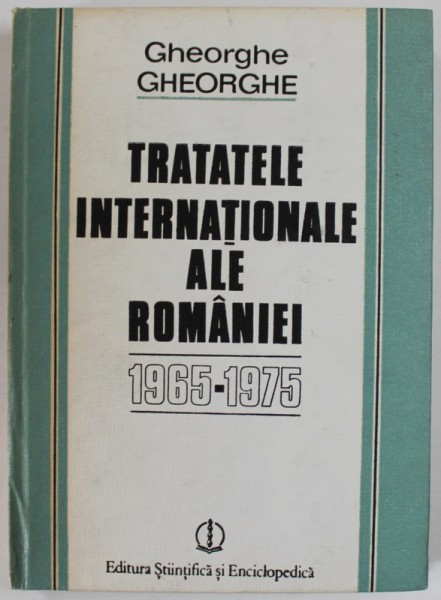 Gheorghe
GHEORGHE
TRATATELE
INTERNAȚIONALE
ALE
ROMÂNIEI
1965-1975
Editura Științifică și Enciclopedică